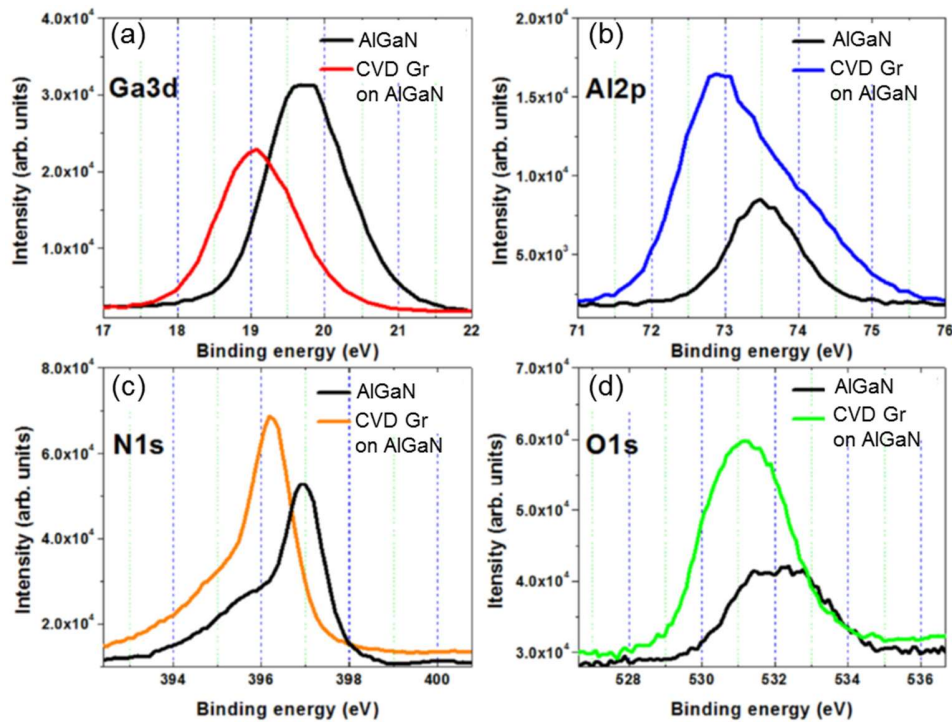 (a)
Ga3d
AlGaN
CVD Gr
on AlGaN
Intensity (arb. units)
4.0x10⁴
3.0x10⁴
2.0x10⁴
1.0x10⁴
17 18 19 20 21 22
Binding energy (eV)
(b)
Al2p
AlGaN
CVD Gr
on AlGaN
Intensity (arb. units)
2.0x10⁴
1.5x10⁴
1.0x10⁴
5.0x10³
71 72 73 74 75 76
Binding energy (eV)
(c)
N1s
AlGaN
CVD Gr
on AlGaN
Intensity (arb. units)
8.0x10⁴
6.0x10⁴
4.0x10⁴
2.0x10⁴
394 396 398 400
Binding energy (eV)
(d)
O1s
AlGaN
CVD Gr
on AlGaN
Itensity (arb. units)
7.0x10⁴
6.0x10⁴
5.0x10⁴
4.0x10⁴
3.0x10⁴
528 530 532 534 536
Binding energy (eV)